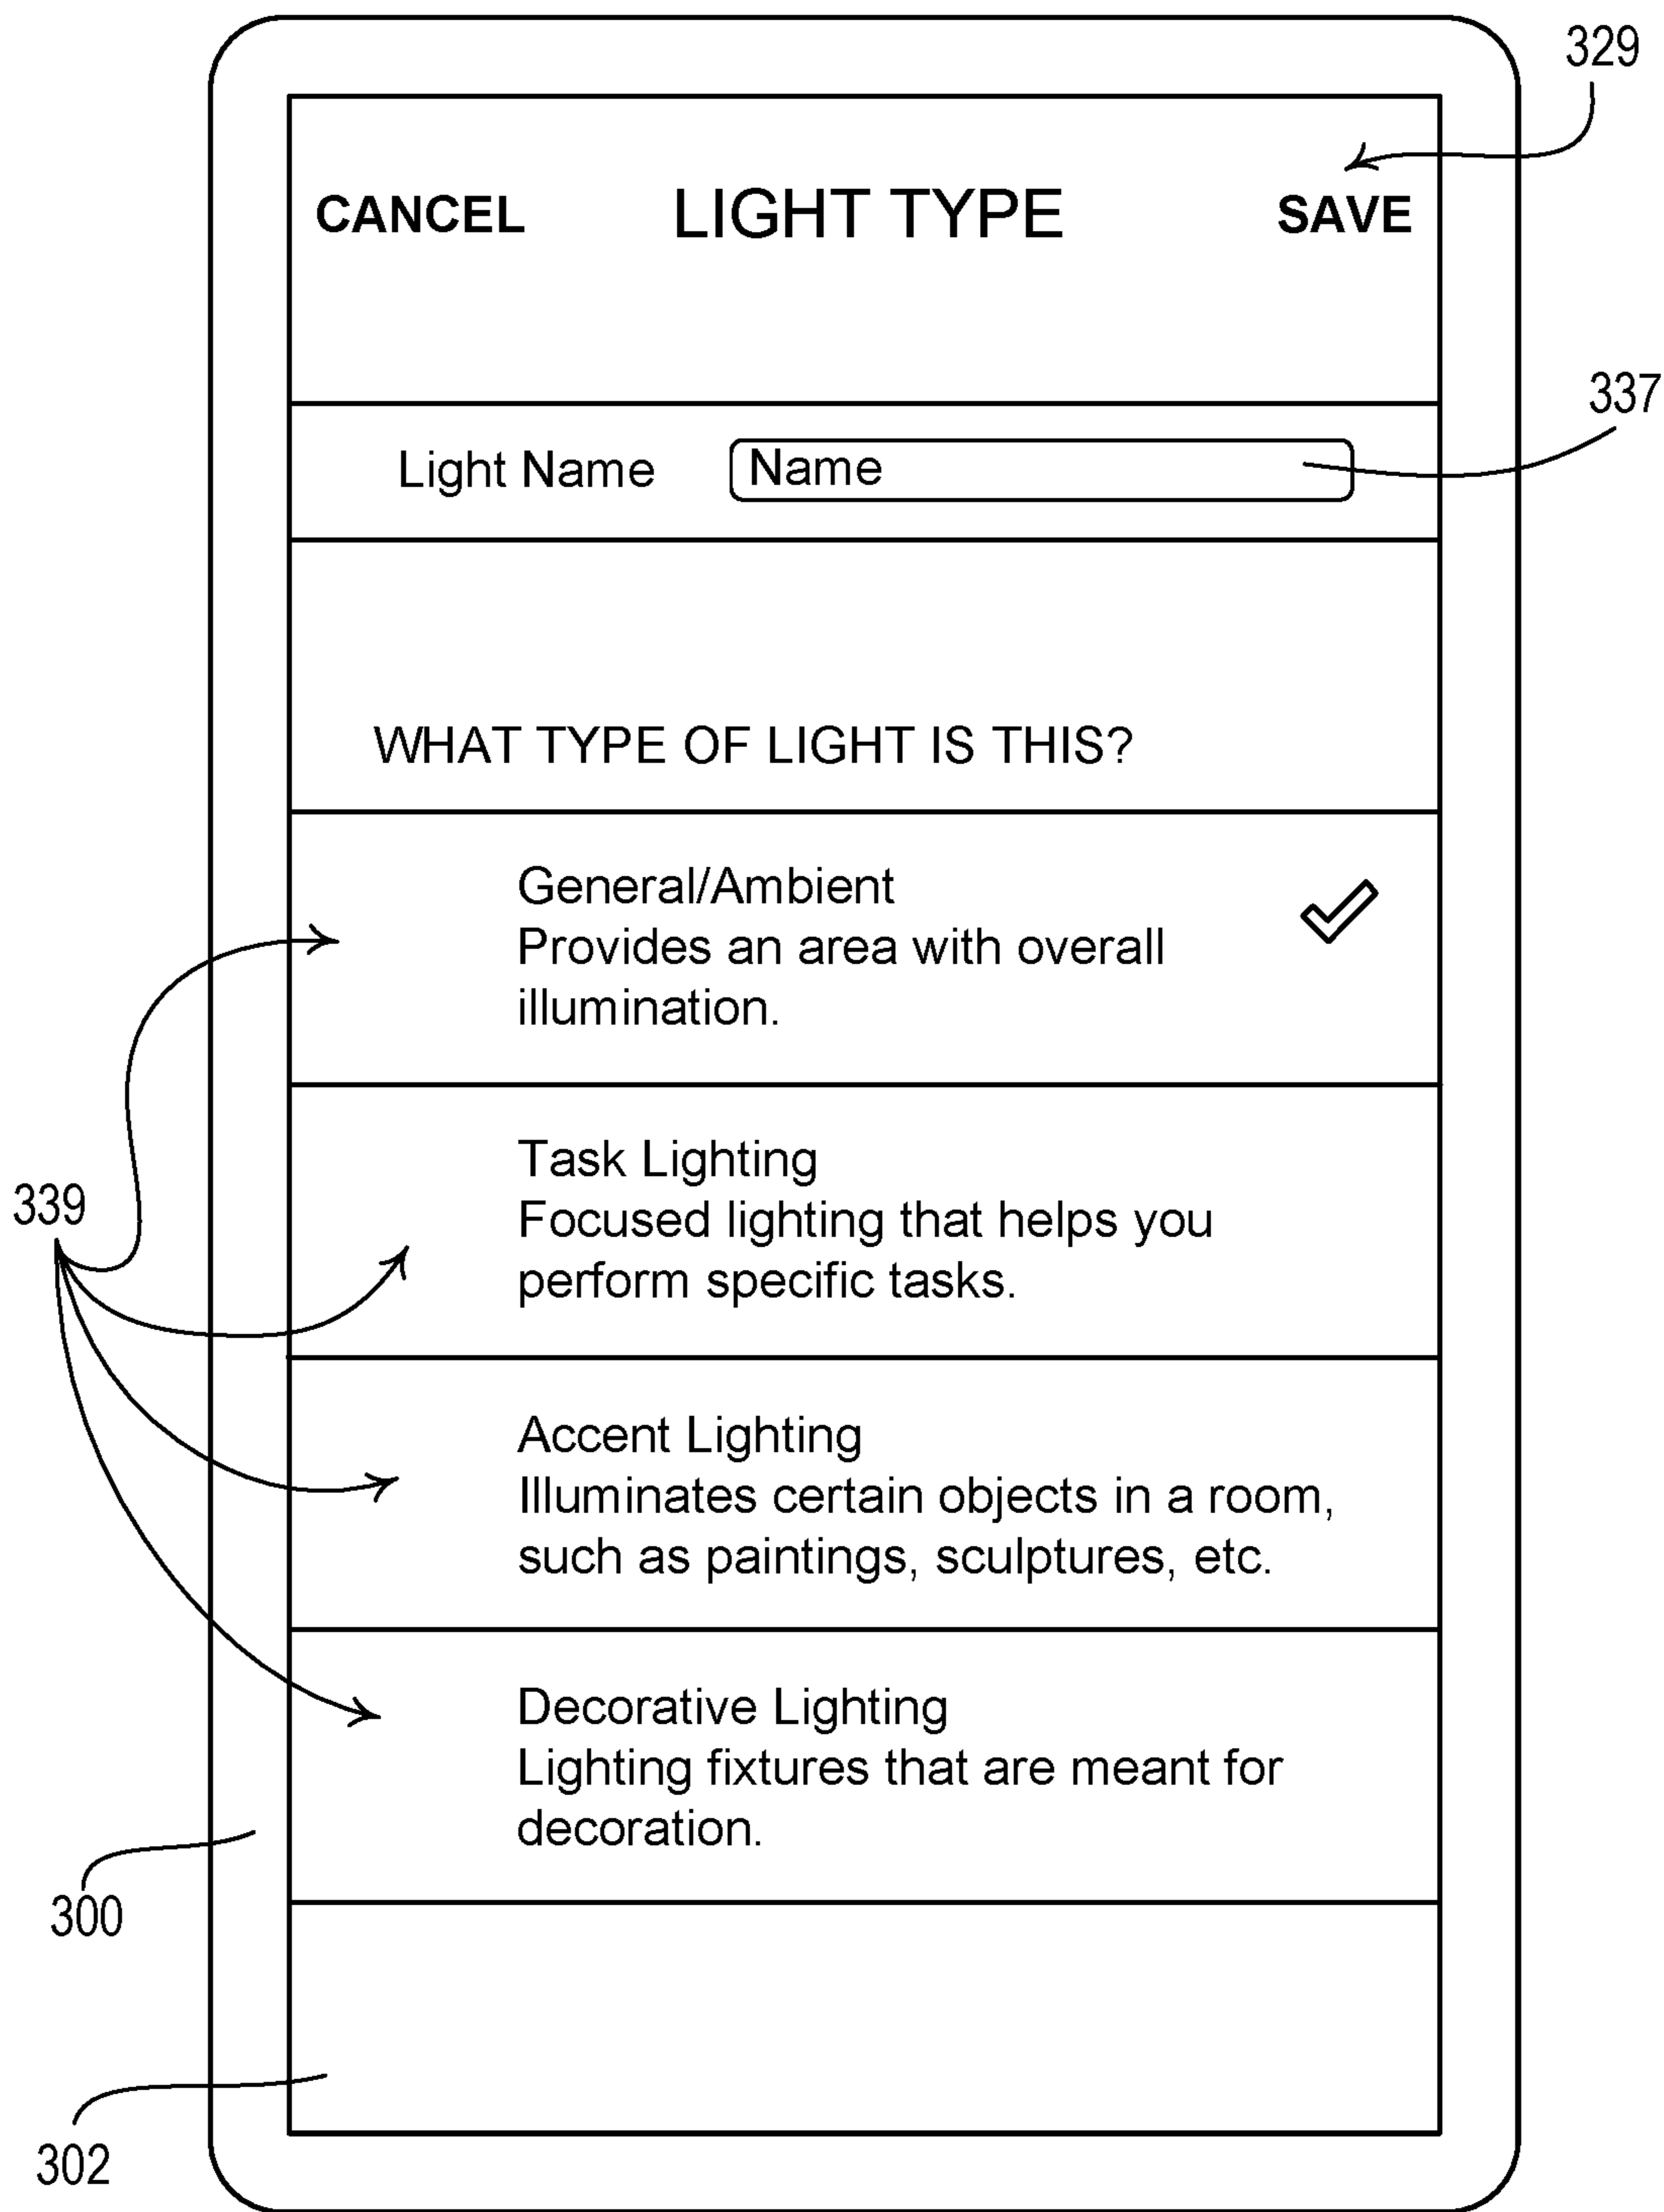 329
CANCEL LIGHT TYPE SAVE
337
Light Name Name
WHAT TYPE OF LIGHT IS THIS?
General/Ambient
Provides an area with overall
illumination.
339
Task Lighting
Focused lighting that helps you
perform specific tasks.
Accent Lighting
Illuminates certain objects in a room,
such as paintings, sculptures, etc.
Decorative Lighting
Lighting fixtures that are meant for
decoration.
300
302